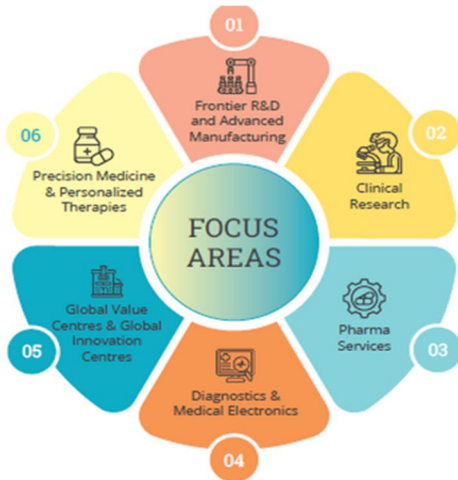 01
Frontier R&D
and Advanced
Manufacturing
02
Clinical
Research
03
Pharma
Services
04
Diagnostics &
Medical Electronics
05
Global Value
Centres & Global
Innovation
Centres
06
Precision Medicine
& Personalized
Therapies
FOCUS
AREAS